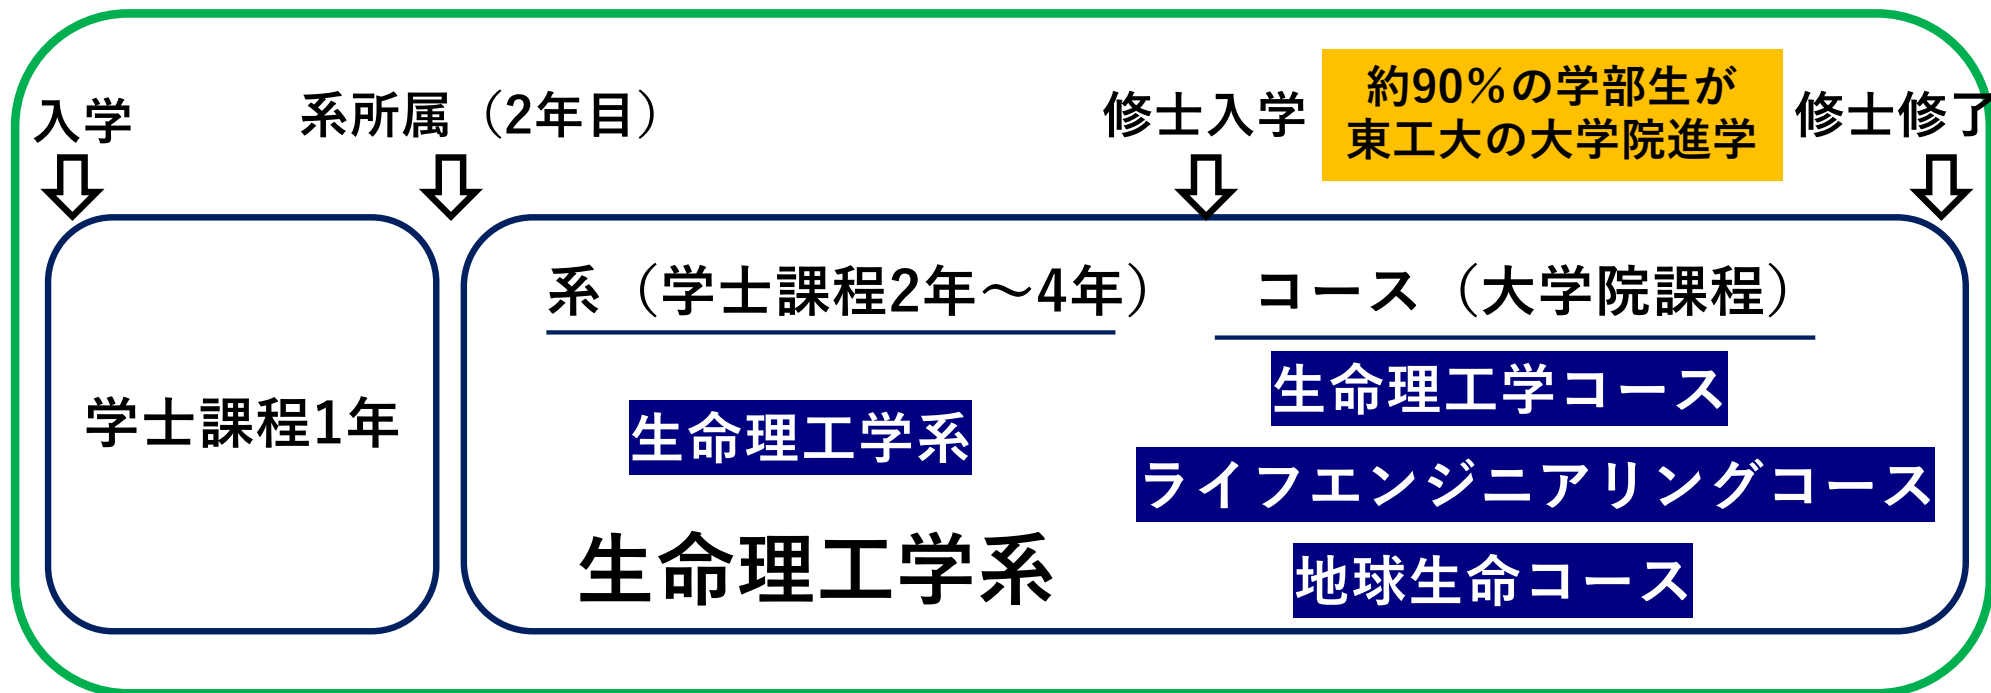 入学
系所属（2年目）
修士入学
約90％の学部生が
東工大の大学院進学
修士修了
学士課程1年
系（学士課程2年～4年）
生命理工学系
生命理工学系
コース（大学院課程）
生命理工学コース
ライフエンジニアリングコース
地球生命コース